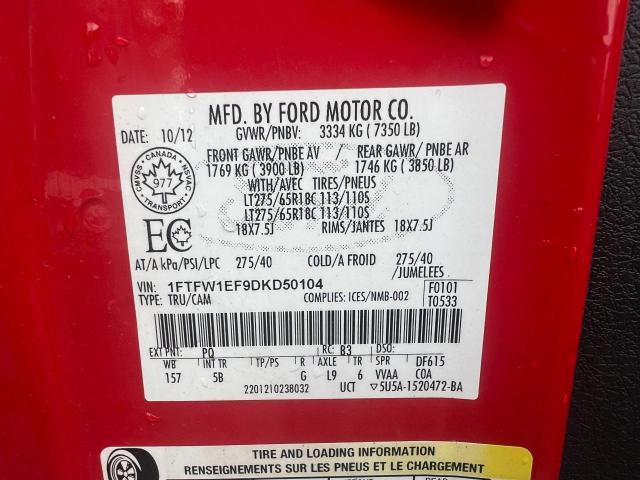 MFD. BY FORD MOTOR CO.
DATE: 10/12 GVWR/PNBV: 3334 KG ( 7350 LB)
FRONT GAWR/PNBE AV REAR GAWR/ PNBE AR
1769 KG ( 3900 LB) 1746 KG ( 3850 LB)
WITH/AVEC TIRES/PNEUS
LT275/65R18C 113/110S
LT275/65R18C 113/110S
18X7.5J RIMS/JANTES 18X7.5J
CMVSS CANADA NSVAC
977
TRANSPORT
EC
AT/A kPa/PSI/LPC 275/40 COLD/A FROID 275/40
/JUMELEES
VIN: 1FTFW1EF9DKD50104 F0101
TYPE: TRU/CAM COMPLIES: ICES/NMB-002 T0533
EXT PNT: PQ RC: B3 DSO:
WB INT TR TP/PS R AXLE TR SPR DF615
157 5B G L9 6 VVAA COA
2201210238032 UCT ▽5U5A-1520472-BA
TIRE AND LOADING INFORMATION
RENSEIGNEMENTS SUR LES PNEUS ET LE CHARGEMENT